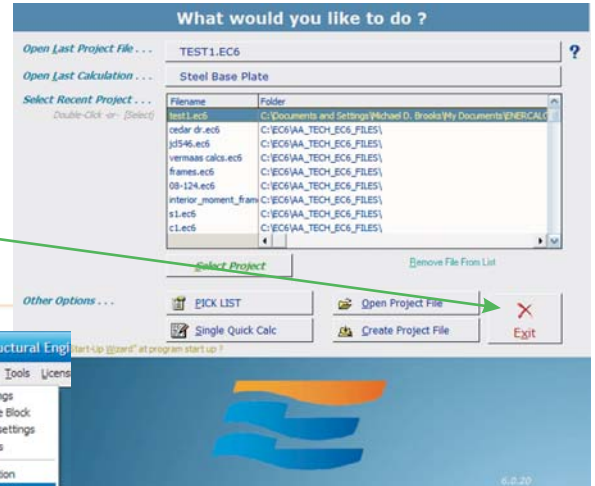 What would you like to do ?
Open Last Project File . . .
TEST1.EC6
?
Open Last Calculation . . .
Steel Base Plate
Select Recent Project . . .
Double-Click -or- [Select]
Filename Folder
test1.ec6 C:\Documents and Settings\Michael D. Brooks\My Documents\ENERCALC
cedar dr.ec6 C:\EC6\AA_TECH_EC6_FILES\
jd546.ec6 C:\EC6\AA_TECH_EC6_FILES\
vermaas calcs.ec6 C:\EC6\AA_TECH_EC6_FILES\
frames.ec6 C:\EC6\AA_TECH_EC6_FILES\
08-124.ec6 C:\EC6\AA_TECH_EC6_FILES\
interior_moment_fram C:\EC6\AA_TECH_EC6_FILES\
s1.ec6 C:\EC6\AA_TECH_EC6_FILES\
c1.ec6 C:\EC6\AA_TECH_EC6_FILES\
Select Project
Remove File From List
Other Options . . .
PICK LIST
Open Project File
Single Quick Calc
Create Project File
Exit
Start-Up Wizard" at program start up ?
uctural Engi
Tools Licens
ngs
e Block
settings
s
tion
6.0.20